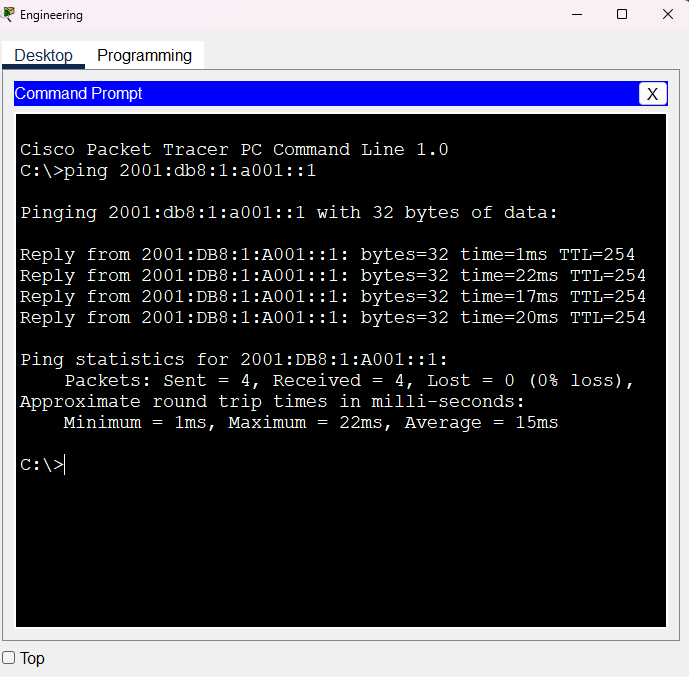 Engineering
Desktop Programming
Command Prompt X
Cisco Packet Tracer PC Command Line 1.0
C:\>ping 2001:db8:1:a001::1
Pinging 2001:db8:1:a001::1 with 32 bytes of data:
Reply from 2001:DB8:1:A001::1: bytes=32 time=1ms TTL=254
Reply from 2001:DB8:1:A001::1: bytes=32 time=22ms TTL=254
Reply from 2001:DB8:1:A001::1: bytes=32 time=17ms TTL=254
Reply from 2001:DB8:1:A001::1: bytes=32 time=20ms TTL=254
Ping statistics for 2001:DB8:1:A001::1:
Packets: Sent = 4, Received = 4, Lost = 0 (0% loss),
Approximate round trip times in milli-seconds:
Minimum = 1ms, Maximum = 22ms, Average = 15ms
C:\>
Top